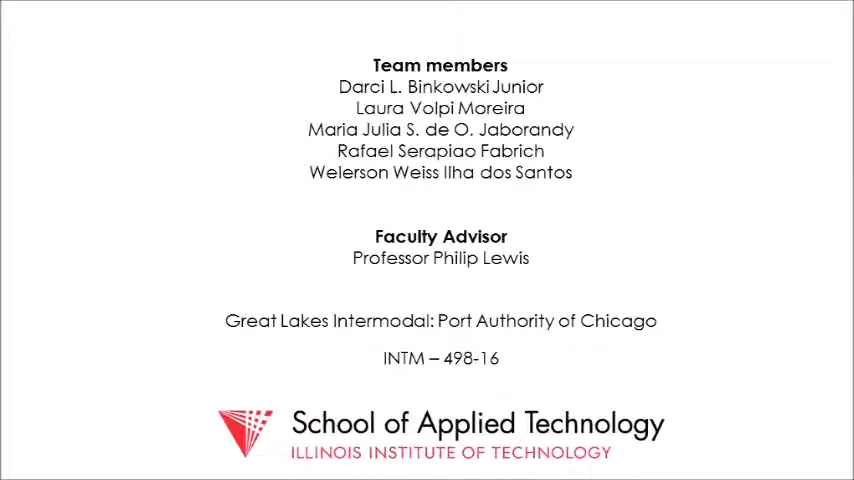 Team members
Darci L. Binkowski Junior
Laura Volpi Moreira
Maria Julia S. de O. Jaborandy
Rafael Serapiao Fabrich
Welerson Weiss Ilha dos Santos
Faculty Advisor
Professor Philip Lewis
Great Lakes Intermodal: Port Authority of Chicago
INTM – 498-16
School of Applied Technology
ILLINOIS INSTITUTE OF TECHNOLOGY